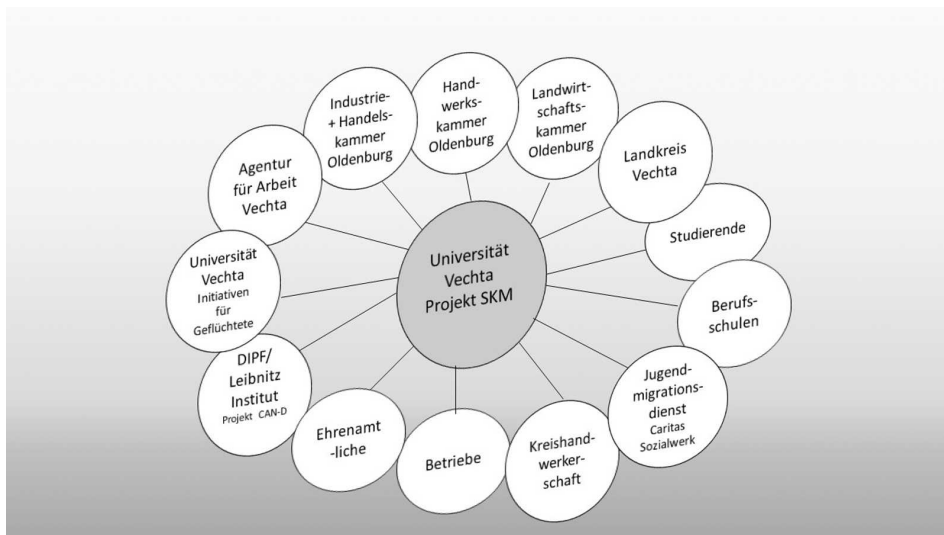 Hand-
werks-
kammer
Oldenburg
Landwirt-
schafts-
kammer
Oldenburg
Landkreis
Vechta
Studierende
Berufs-
schulen
Jugend-
migrations-
dienst
Caritas
Sozialwerk
Kreishand-
werker-
schaft
Betriebe
Ehrenamt
-liche
DIPF/
Leibnitz
Institut
Projekt CAN-D
Universität
Vechta
Initiativen
für
Geflüchtete
Agentur
für Arbeit
Vechta
Industrie-
+ Handels-
kammer
Oldenburg
Universität
Vechta
Projekt SKM